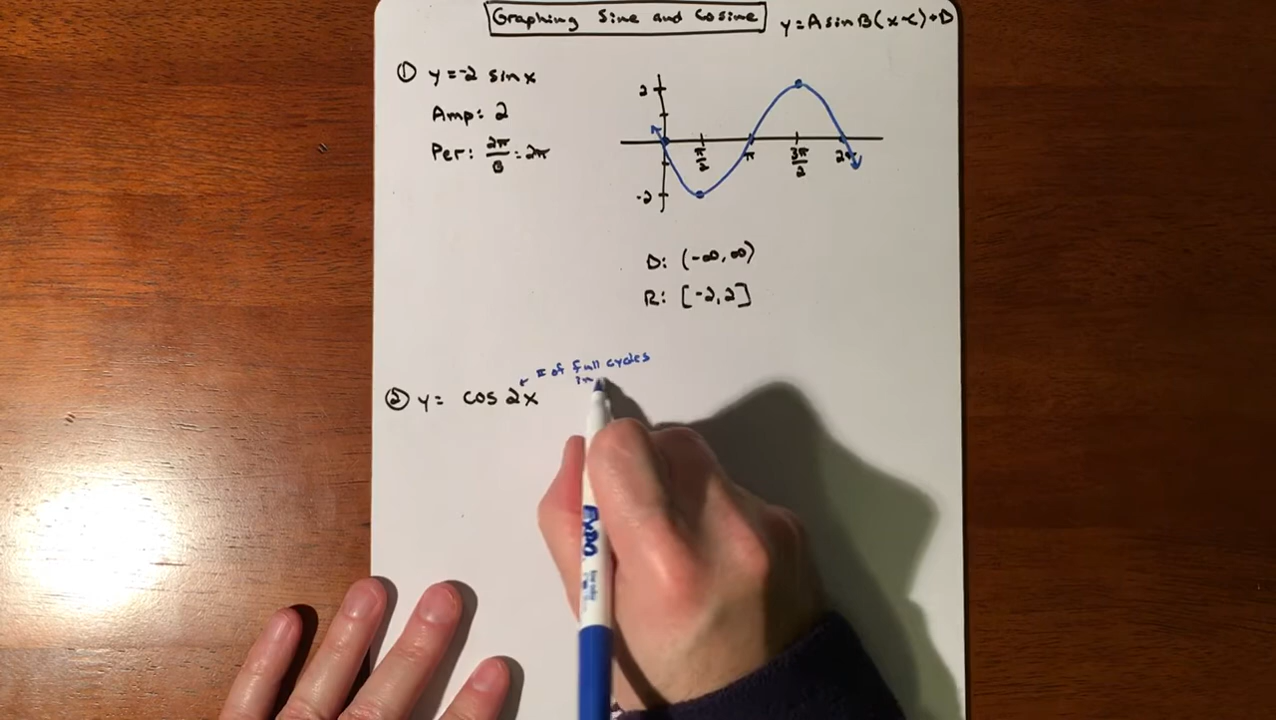 Graphing Sine and Cosine
y=A sin B(x-c)+D
① y=-2 sin x
Amp: 2
Per: 2π/B = 2π
2
-2
π/2 π 3π/2 2π
D: (-∞, ∞)
R: [-2, 2]
# of full cycles
in
② y= cos 2x
EXPO